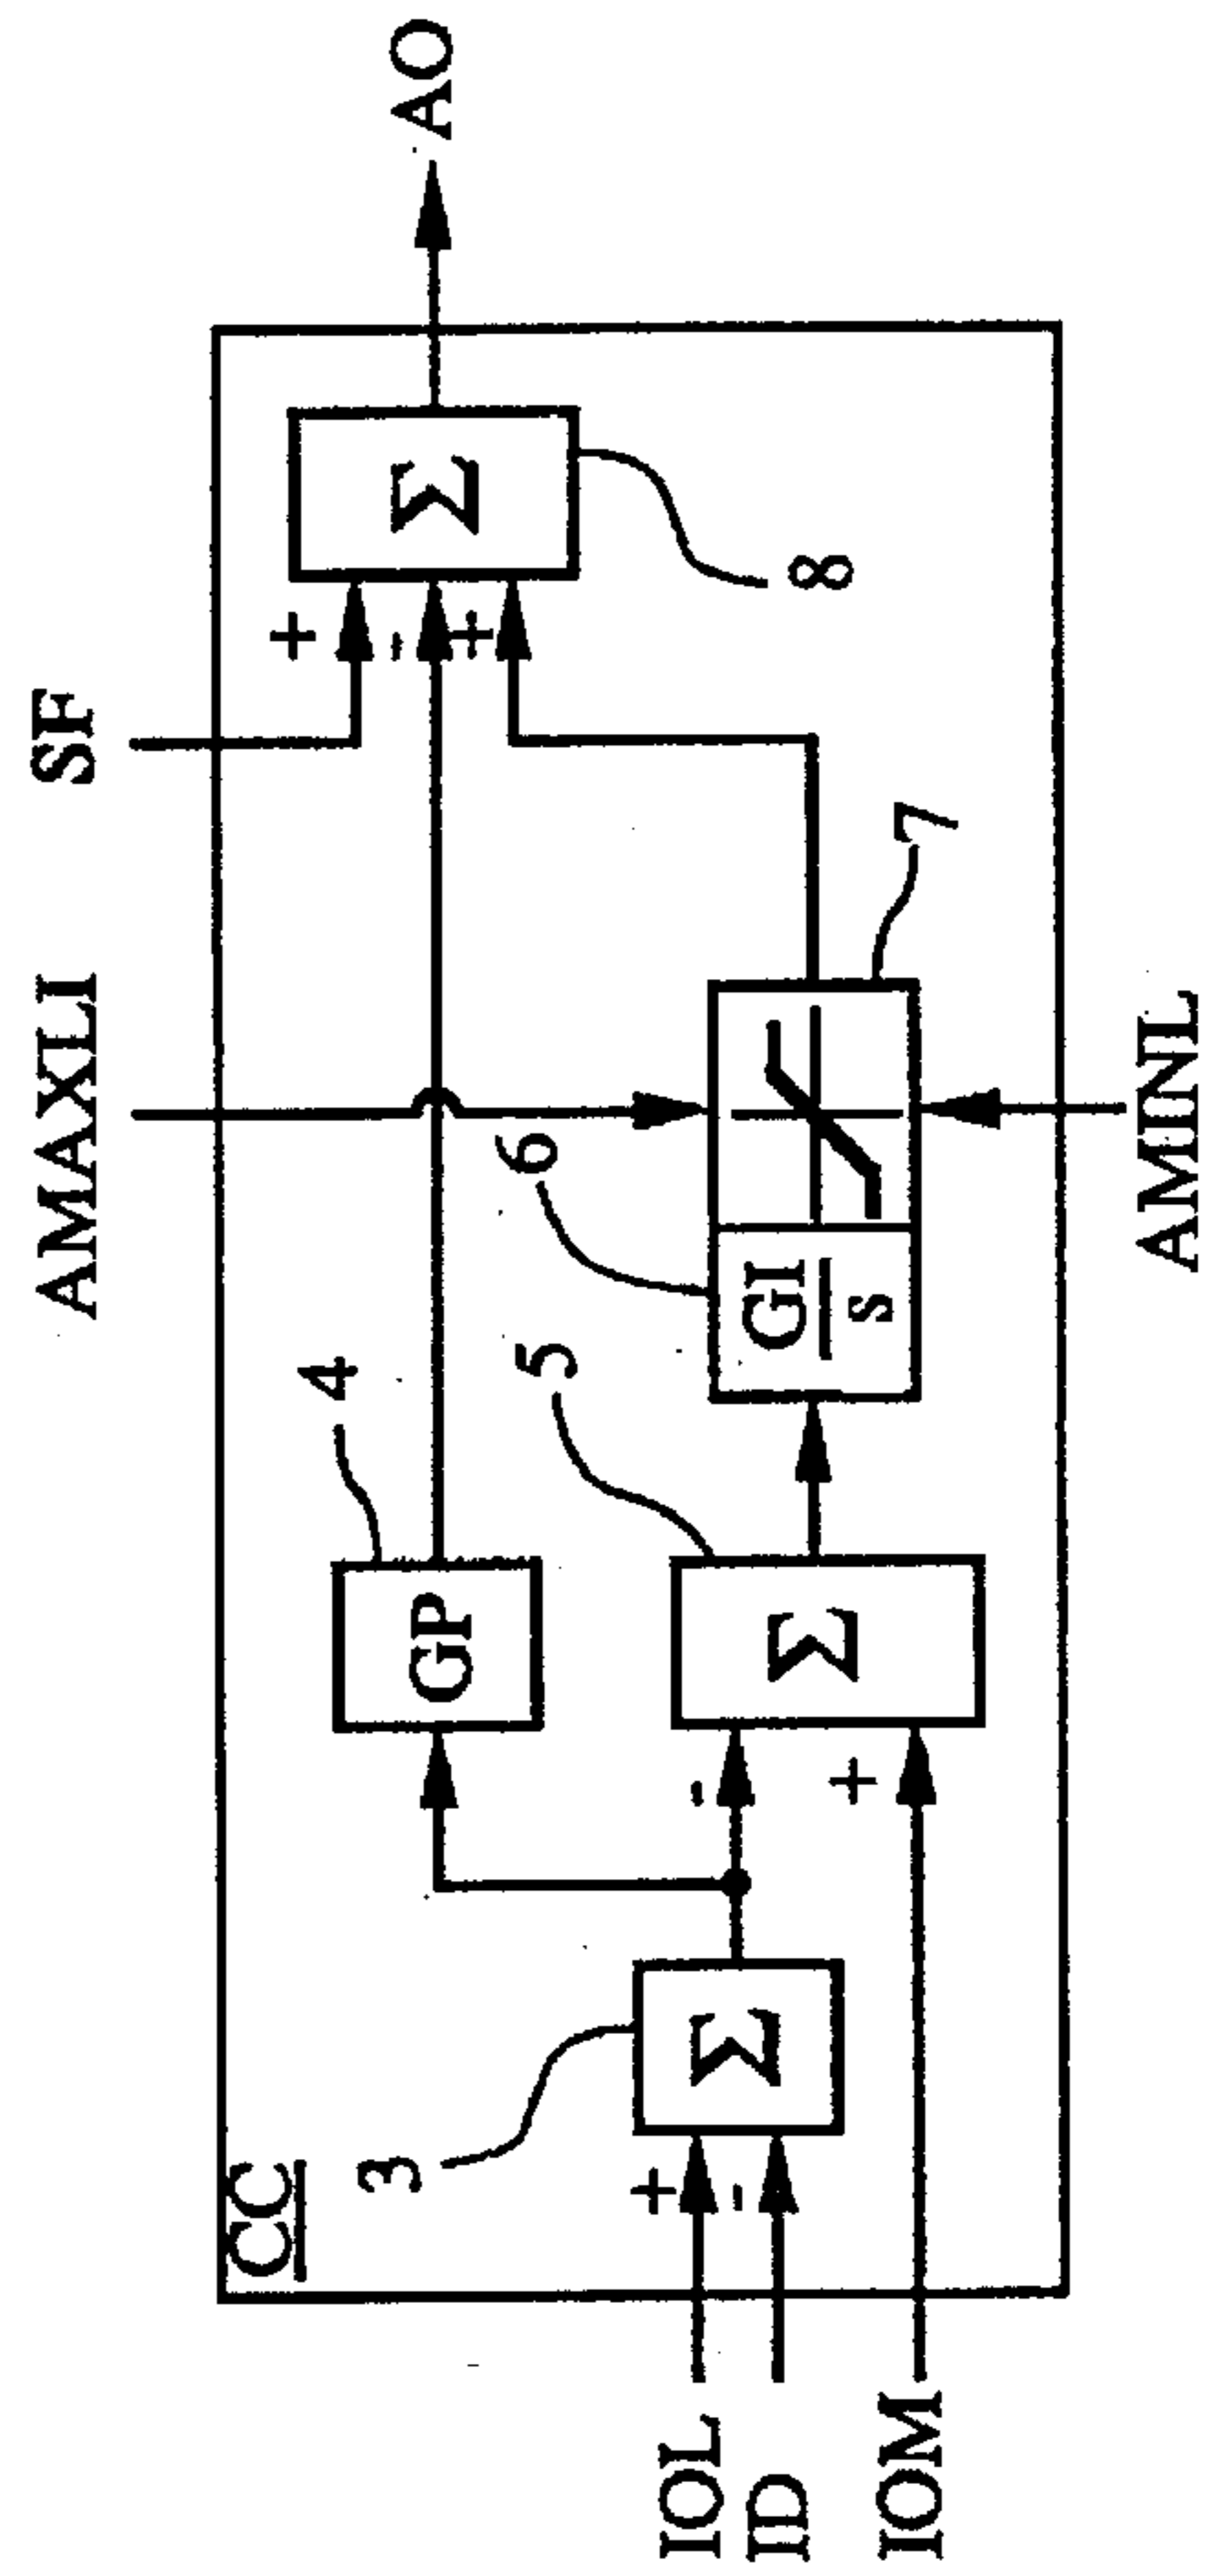 AMAXLI
SF
CC
4
GP
+
-
+
Σ
AO
8
3
+
-
Σ
5
-
+
Σ
6
GI
s
7
IOL
ID
IOM
AMINL